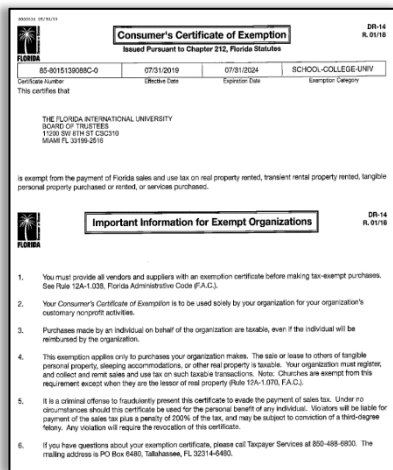 Consumer's Certificate of Exemption
DR-14
R. 01/18
Issued Pursuant to Chapter 212, Florida Statutes
FLORIDA
85-8015139088C-0 07/31/2019 07/31/2024 SCHOOL-COLLEGE-UNIV
Certificate Number Effective Date Expiration Date Exemption Category
This certifies that
THE FLORIDA INTERNATIONAL UNIVERSITY
BOARD OF TRUSTEES
11200 SW 8TH ST CSC310
MIAMI FL 33199-2516
is exempt from the payment of Florida sales and use tax on real property rented, transient rental property rented, tangible
personal property purchased or rented, or services purchased.
Important Information for Exempt Organizations
DR-14
R. 01/18
FLORIDA
1. You must provide all vendors and suppliers with an exemption certificate before making tax-exempt purchases.
See Rule 12A-1.038, Florida Administrative Code (F.A.C.).
2. Your Consumer's Certificate of Exemption is to be used solely by your organization for your organization's
customary nonprofit activities.
3. Purchases made by an individual on behalf of the organization are taxable, even if the individual will be
reimbursed by the organization.
4. This exemption applies only to purchases your organization makes. The sale or lease to others of tangible
personal property, sleeping accommodations, or other real property is taxable. Your organization must register,
and collect and remit sales and use tax on such taxable transactions. Note: Churches are exempt from this
requirement except when they are the lessor of real property (Rule 12A-1.070, F.A.C.).
5. It is a criminal offense to fraudulently present this certificate to evade the payment of sales tax. Under no
circumstances should this certificate be used for the personal benefit of any individual. Violators will be liable for
payment of the sales tax plus a penalty of 200% of the tax, and may be subject to conviction of a third-degree
felony. Any violation will require the revocation of this certificate.
6. If you have questions about your exemption certificate, please call Taxpayer Services at 850-488-6800. The
mailing address is PO Box 6480, Tallahassee, FL 32314-6480.